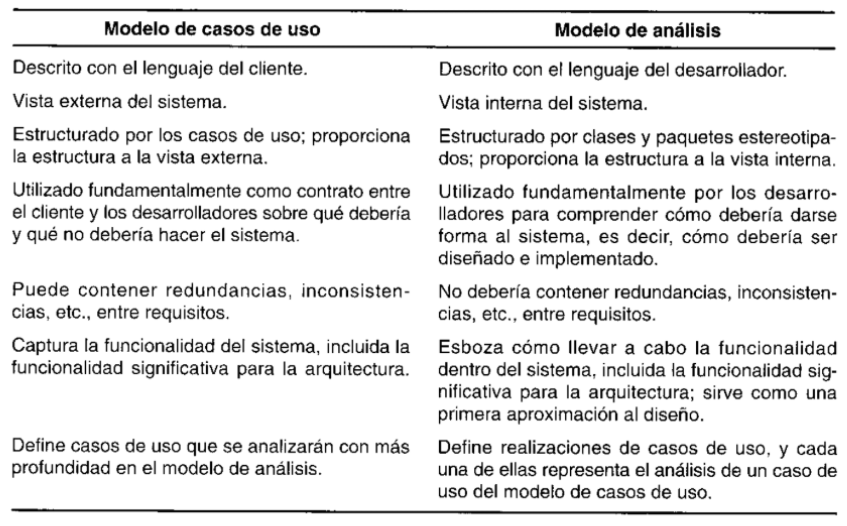 Modelo de casos de uso
Modelo de análisis
Descrito con el lenguaje del cliente.
Descrito con el lenguaje del desarrollador.
Vista externa del sistema.
Vista interna del sistema.
Estructurado por los casos de uso; proporciona
la estructura a la vista externa.
Estructurado por clases y paquetes estereotipa-
dos; proporciona la estructura a la vista interna.
Utilizado fundamentalmente como contrato entre
el cliente y los desarrolladores sobre qué debería
y qué no debería hacer el sistema.
Utilizado fundamentalmente por los desarro-
lladores para comprender cómo debería darse
forma al sistema, es decir, cómo debería ser
diseñado e implementado.
Puede contener redundancias, inconsisten-
cias, etc., entre requisitos.
No debería contener redundancias, inconsisten-
cias, etc., entre requisitos.
Captura la funcionalidad del sistema, incluida la
funcionalidad significativa para la arquitectura.
Esboza cómo llevar a cabo la funcionalidad
dentro del sistema, incluida la funcionalidad sig-
nificativa para la arquitectura; sirve como una
primera aproximación al diseño.
Define casos de uso que se analizarán con más
profundidad en el modelo de análisis.
Define realizaciones de casos de uso, y cada
una de ellas representa el análisis de un caso de
uso del modelo de casos de uso.